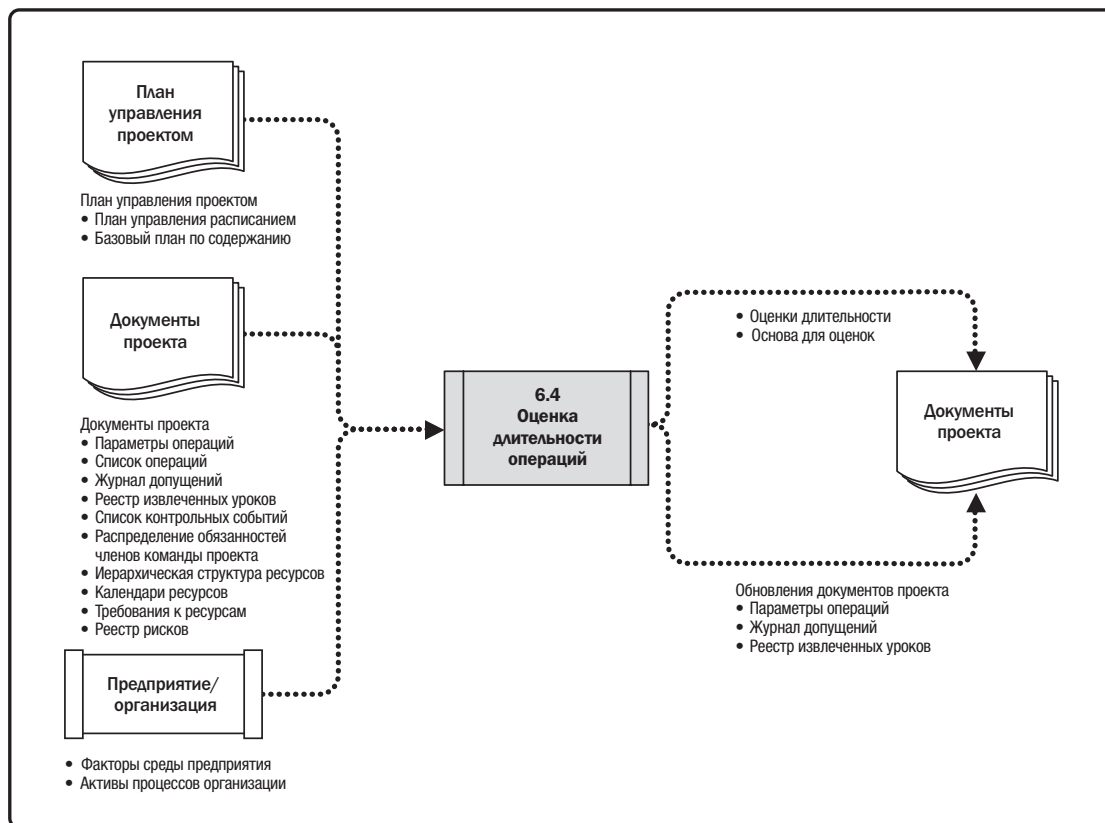 План
управления
проектом
План управления проектом
• План управления расписанием
• Базовый план по содержанию
Документы
проекта
Документы проекта
• Параметры операций
• Список операций
• Журнал допущений
• Реестр извлеченных уроков
• Список контрольных событий
• Распределение обязанностей
членов команды проекта
• Иерархическая структура ресурсов
• Календари ресурсов
• Требования к ресурсам
• Реестр рисков
Предприятие/
организация
• Факторы среды предприятия
• Активы процессов организации
6.4
Оценка
длительности
операций
• Оценки длительности
• Основа для оценок
Документы
проекта
Обновления документов проекта
• Параметры операций
• Журнал допущений
• Реестр извлеченных уроков